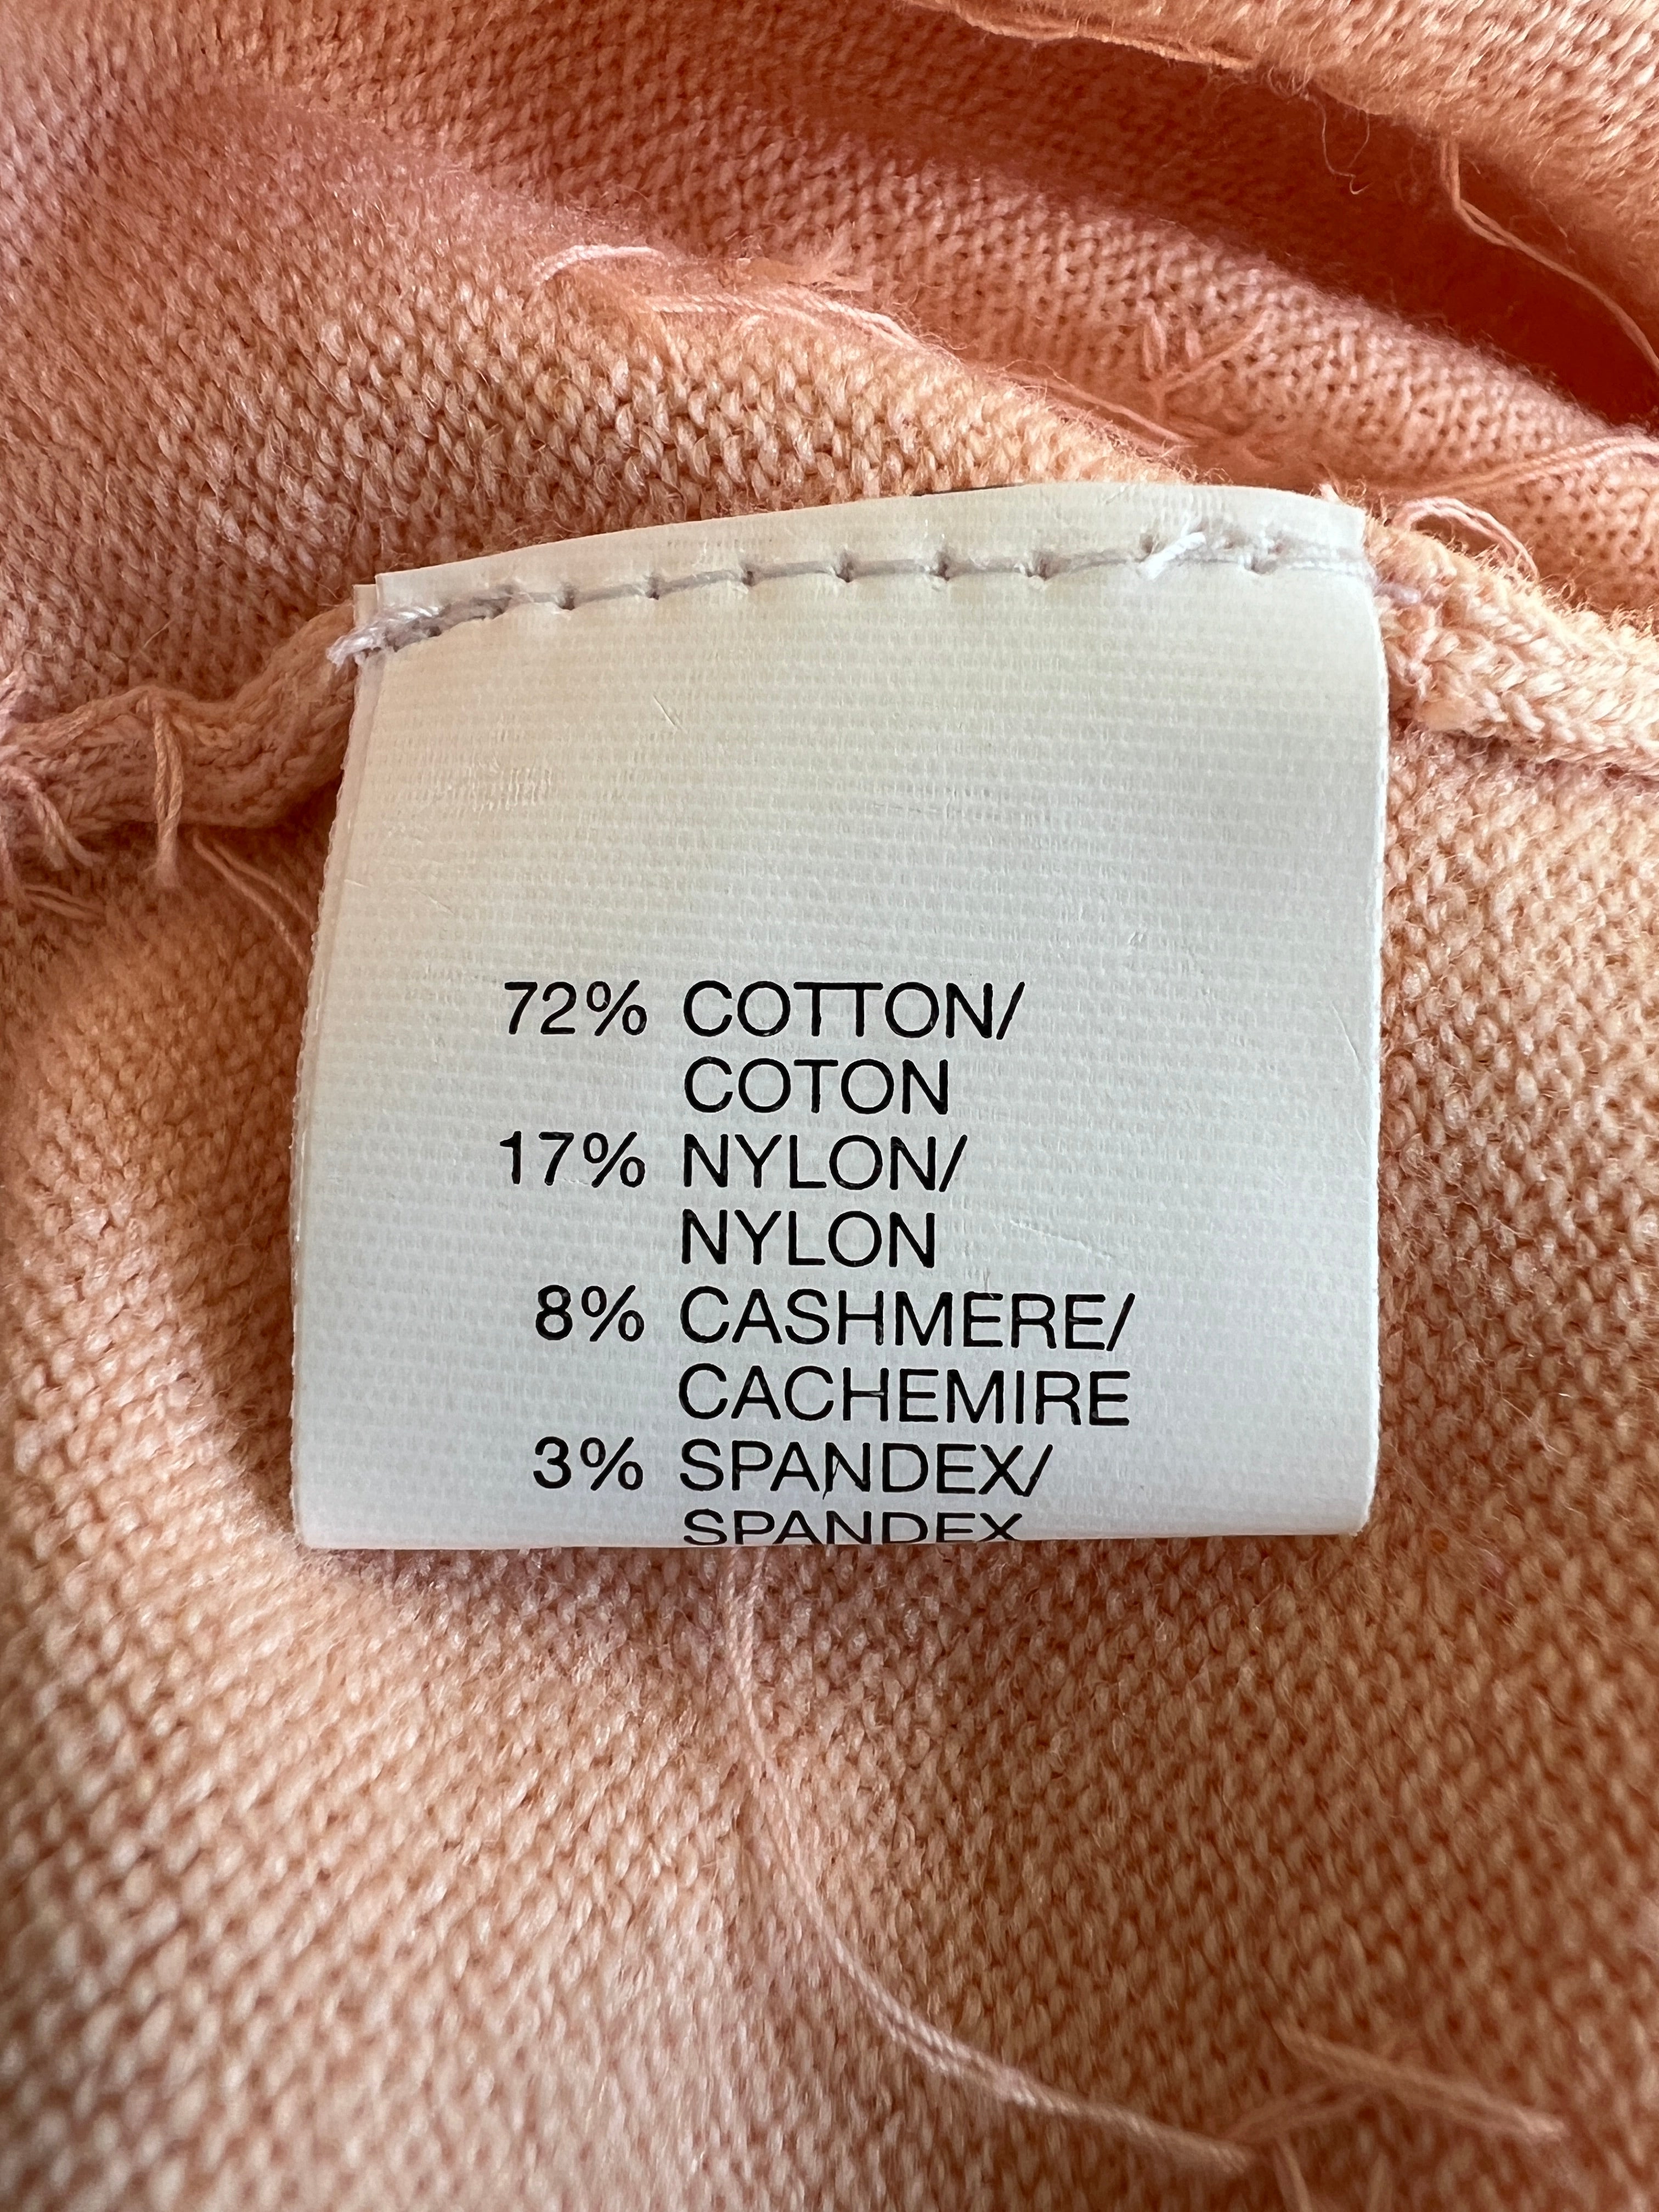 72% COTTON/
COTON
17% NYLON/
NYLON
8% CASHMERE/
CACHEMIRE
3% SPANDEX/
SPANDEX